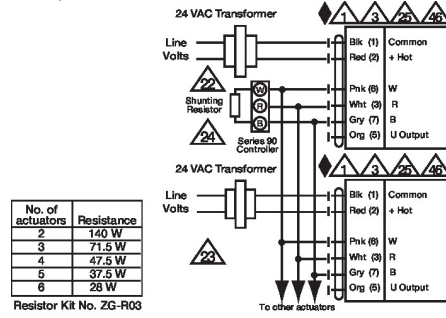 24 VAC Transformer
1 3 25 46
Line
Volts
Blk (1) Common
Red (2) + Hot
22
Shunting
Resistor
W
R
B
Pnk (6) W
Wht (3) R
Gry (7) B
Org (5) U Output
24
Series 90
Controller
24 VAC Transformer
1 3 25 46
Line
Volts
Blk (1) Common
Red (2) + Hot
23
Pnk (6) W
Wht (3) R
Gry (7) B
Org (5) U Output
To other actuators
No. of
actuators Resistance
2 140 W
3 71.5 W
4 47.5 W
5 37.5 W
6 28 W
Resistor Kit No. ZG-R03